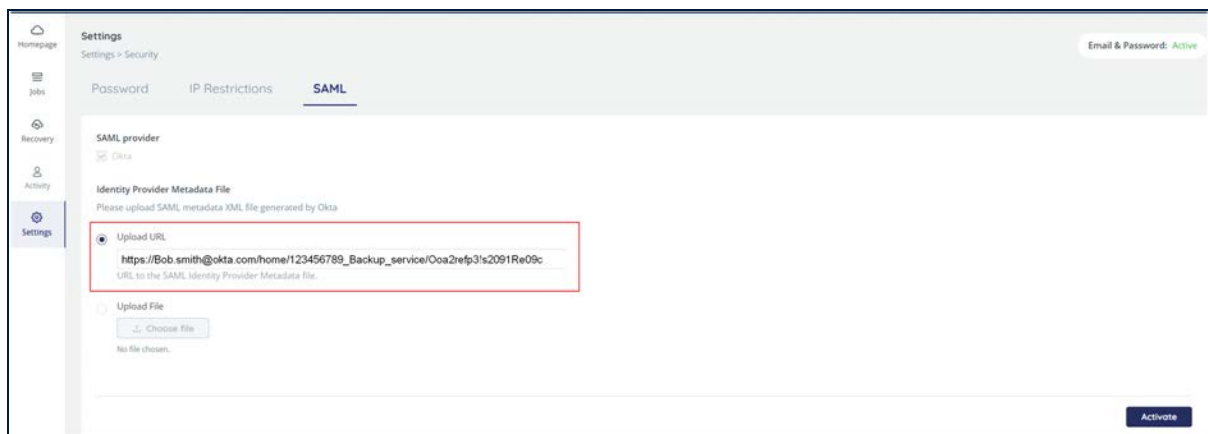 Homepage
Jobs
Recovery
Activity
Settings
Settings
Settings > Security
Email & Password: Active
Password IP Restrictions SAML
SAML provider
Okta
Identity Provider Metadata File
Please upload SAML metadata XML file generated by Okta
Upload URL
https://Bob.smith@okta.com/home/123456789_Backup_service/Ooa2refp3!s2091Re09c
URL to the SAML Identity Provider Metadata file.
Upload File
Choose file
No file chosen.
Activate